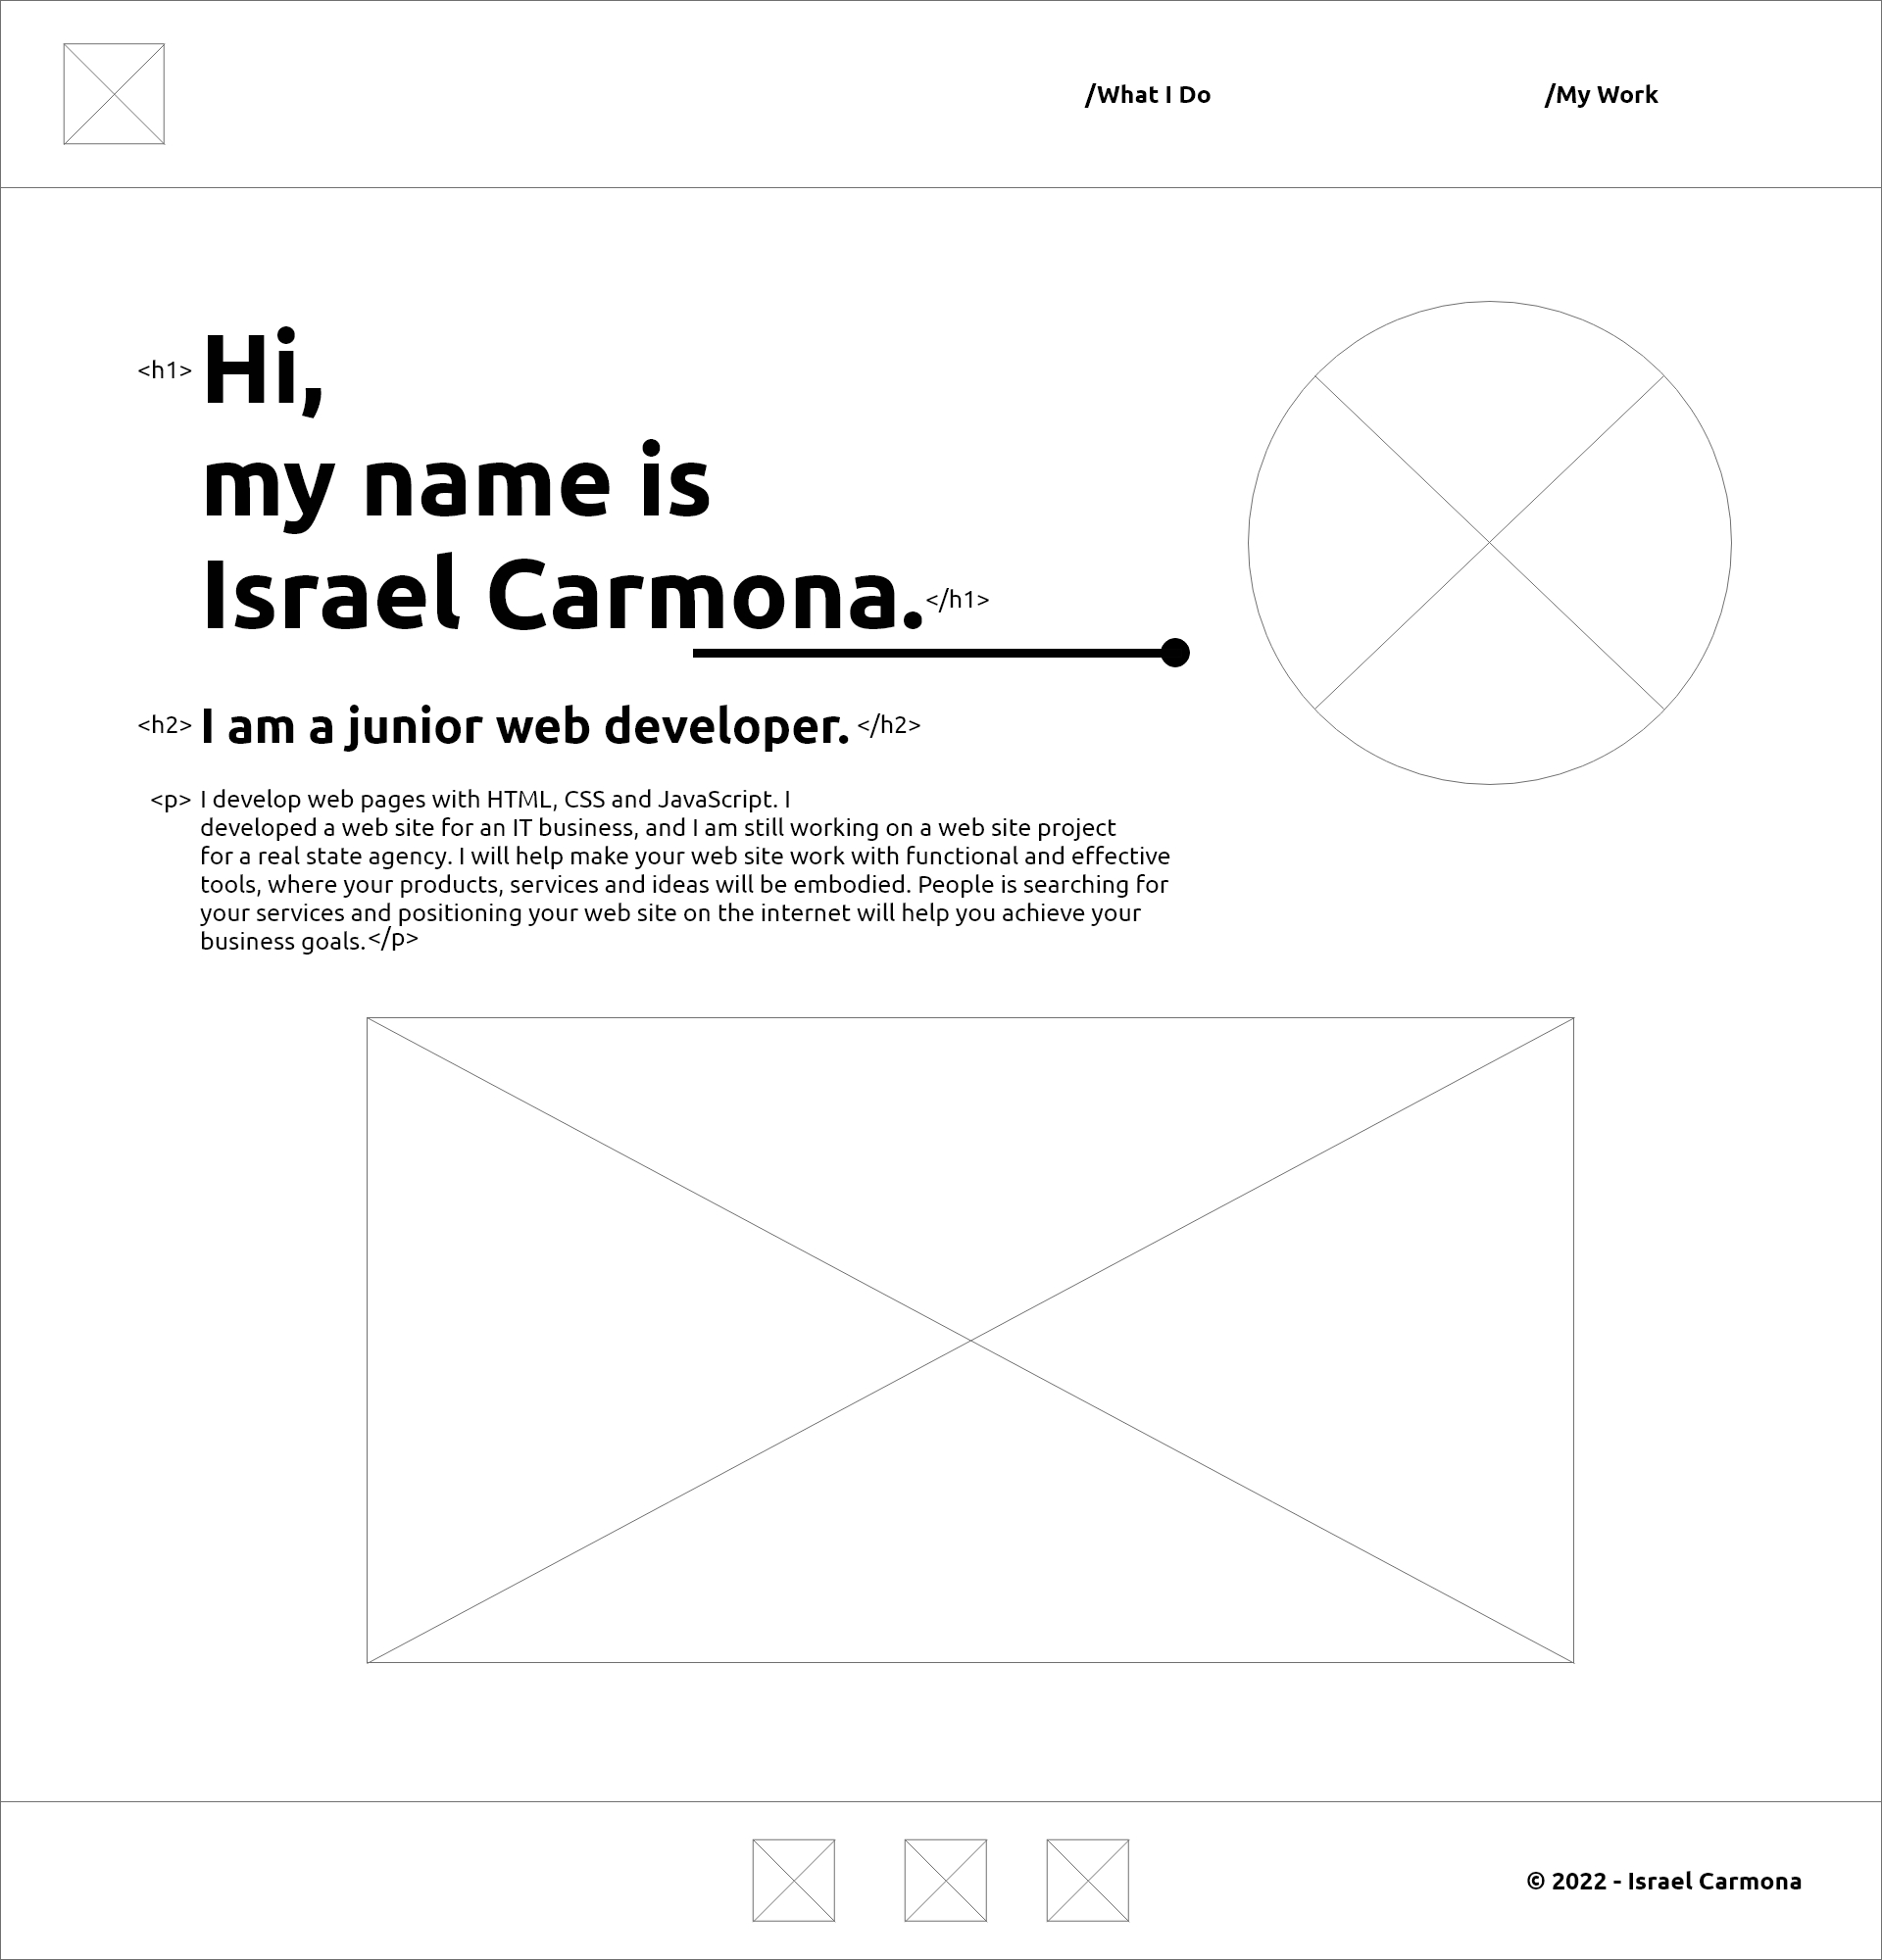 /What I Do
/My Work
<h1> Hi,
my name is
Israel Carmona.</h1>
<h2> I am a junior web developer. </h2>
<p> I develop web pages with HTML, CSS and JavaScript. I
developed a web site for an IT business, and I am still working on a web site project
for a real state agency. I will help make your web site work with functional and effective
tools, where your products, services and ideas will be embodied. People is searching for
your services and positioning your web site on the internet will help you achieve your
business goals.</p>
© 2022 - Israel Carmona